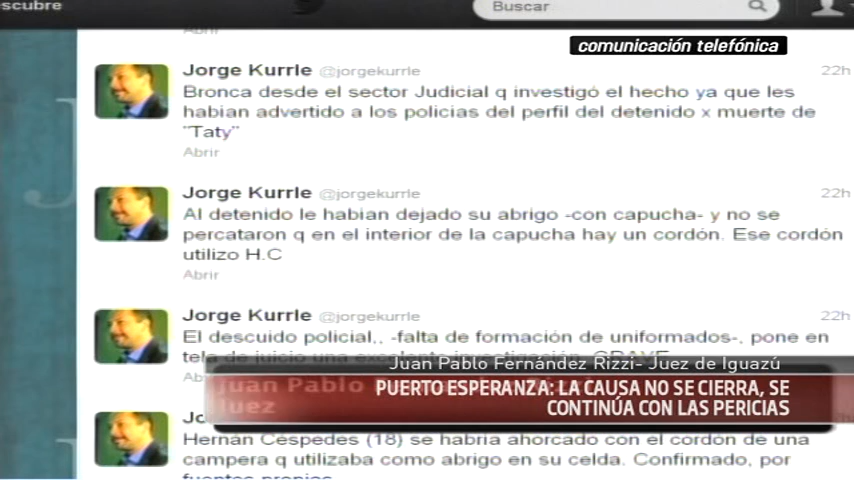 scubre
Buscar
Abrir
comunicación telefónica
Jorge Kurrle @jorgekurrle 22h
Bronca desde el sector Judicial q investigó el hecho ya que les
habian advertido a los policias del perfil del detenido x muerte de
"Taty"
Abrir
Jorge Kurrle @jorgekurrle 22h
Al detenido le habian dejado su abrigo -con capucha- y no se
percataron q en el interior de la capucha hay un cordón. Ese cordón
utilizo H.C
Abrir
Jorge Kurrle @jorgekurrle 22h
El descuido policial,, -falta de formación de uniformados-, pone en
tela de juicio una excelente investigación. GRAVE
Ab
Juan Pablo Fernández Rizzi- Juez de Iguazú
Juan Pablo
Juez
PUERTO ESPERANZA: LA CAUSA NO SE CIERRA, SE
CONTINÚA CON LAS PERICIAS
Jo
Hernán Céspedes (18) se habría ahorcado con el cordón de una
campera q utilizaba como abrigo en su celda. Confirmado, por
fuentes propias